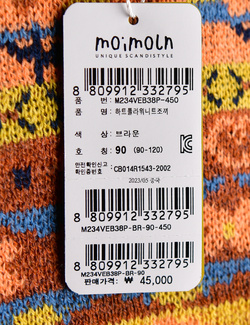 moimoln
UNIQUE SCANDISTYLE
8 809912 332795
품 번 : M234VEB38P-450
품 명 : 하트플라워니트조끼
색 상 : 브라운
호 칭 : 90 (90-120)
안전확인신고
확인증번호 : CB014R1543-2002
2023/05 중국
8 809912 332795
M234VEB38P-BR-90-450
8 809912 332795
M234VEB38P-BR-90
판매가격: ₩ 45,000